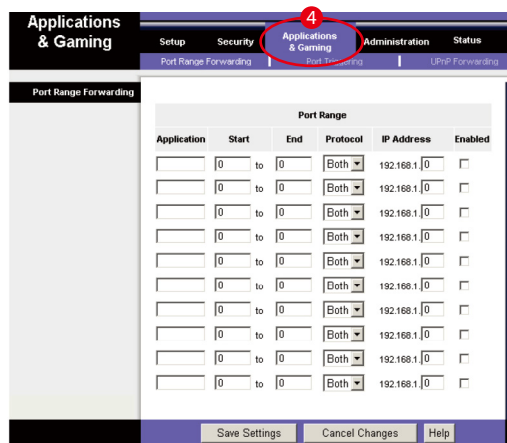 Applications
& Gaming
4
Setup Security Applications & Gaming Administration Status
Port Range Forwarding Port Triggering UPnP Forwarding
Port Range Forwarding
Port Range
Application Start End Protocol IP Address Enabled
0 to 0 Both 192.168.1. 0
0 to 0 Both 192.168.1. 0
0 to 0 Both 192.168.1. 0
0 to 0 Both 192.168.1. 0
0 to 0 Both 192.168.1. 0
0 to 0 Both 192.168.1. 0
0 to 0 Both 192.168.1. 0
0 to 0 Both 192.168.1. 0
0 to 0 Both 192.168.1. 0
0 to 0 Both 192.168.1. 0
Save Settings Cancel Changes Help